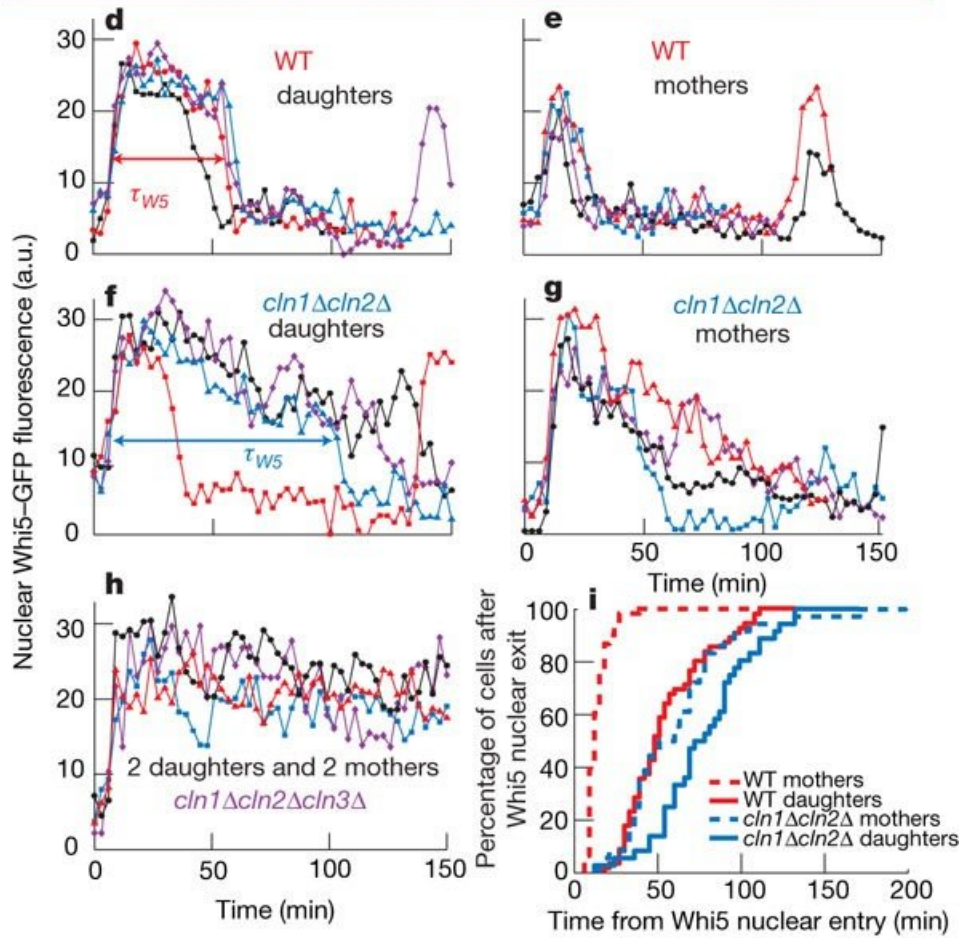 d
WT
daughters
τW5
30
20
10
0
0
50
e
WT
mothers
Nuclear Whi5–GFP fluorescence (a.u.)
f
cln1Δcln2Δ
daughters
τW5
30
20
10
0
g
cln1Δcln2Δ
mothers
0
50
100
150
Time (min)
h
30
20
10
0
2 daughters and 2 mothers
cln1Δcln2Δcln3Δ
0
50
100
150
Time (min)
i
Percentage of cells after
Whi5 nuclear exit
100
80
60
40
20
0
WT mothers
WT daughters
cln1Δcln2Δ mothers
cln1Δcln2Δ daughters
0
50
100
150
200
Time from Whi5 nuclear entry (min)